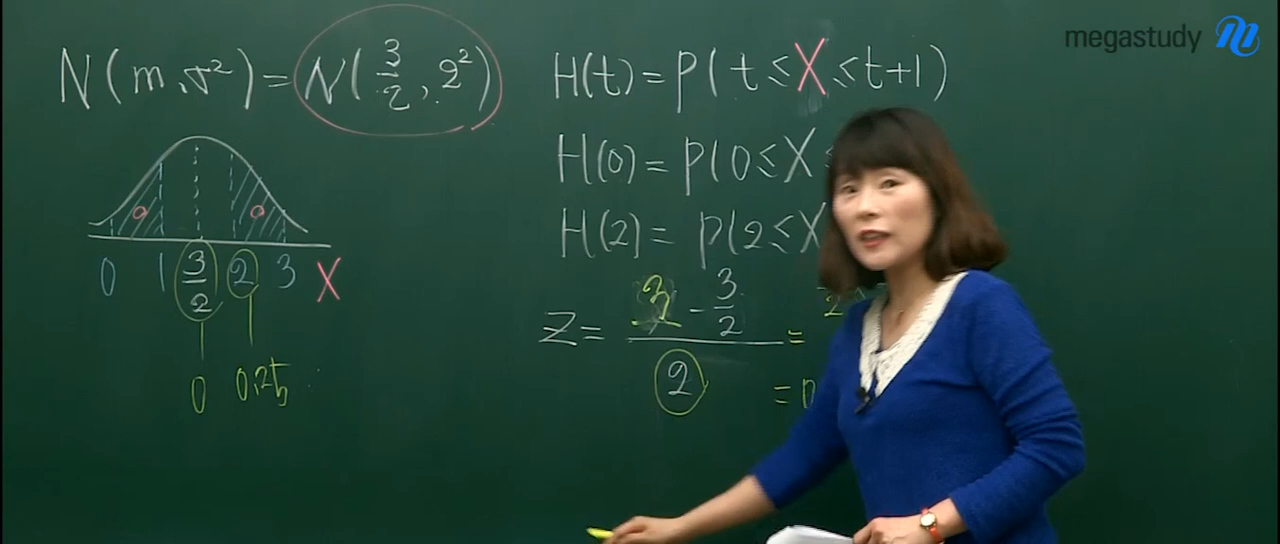 megastudy
N(m, σ²) = N(3/2, 2²)
H(t) = P(t ≤ X ≤ t+1)
H(0) = P(0 ≤ X ≤
H(2) = P(2 ≤ X
0 1 3/2 2 3 X
0 0.25
Z = - 3/2 =
2 = 0